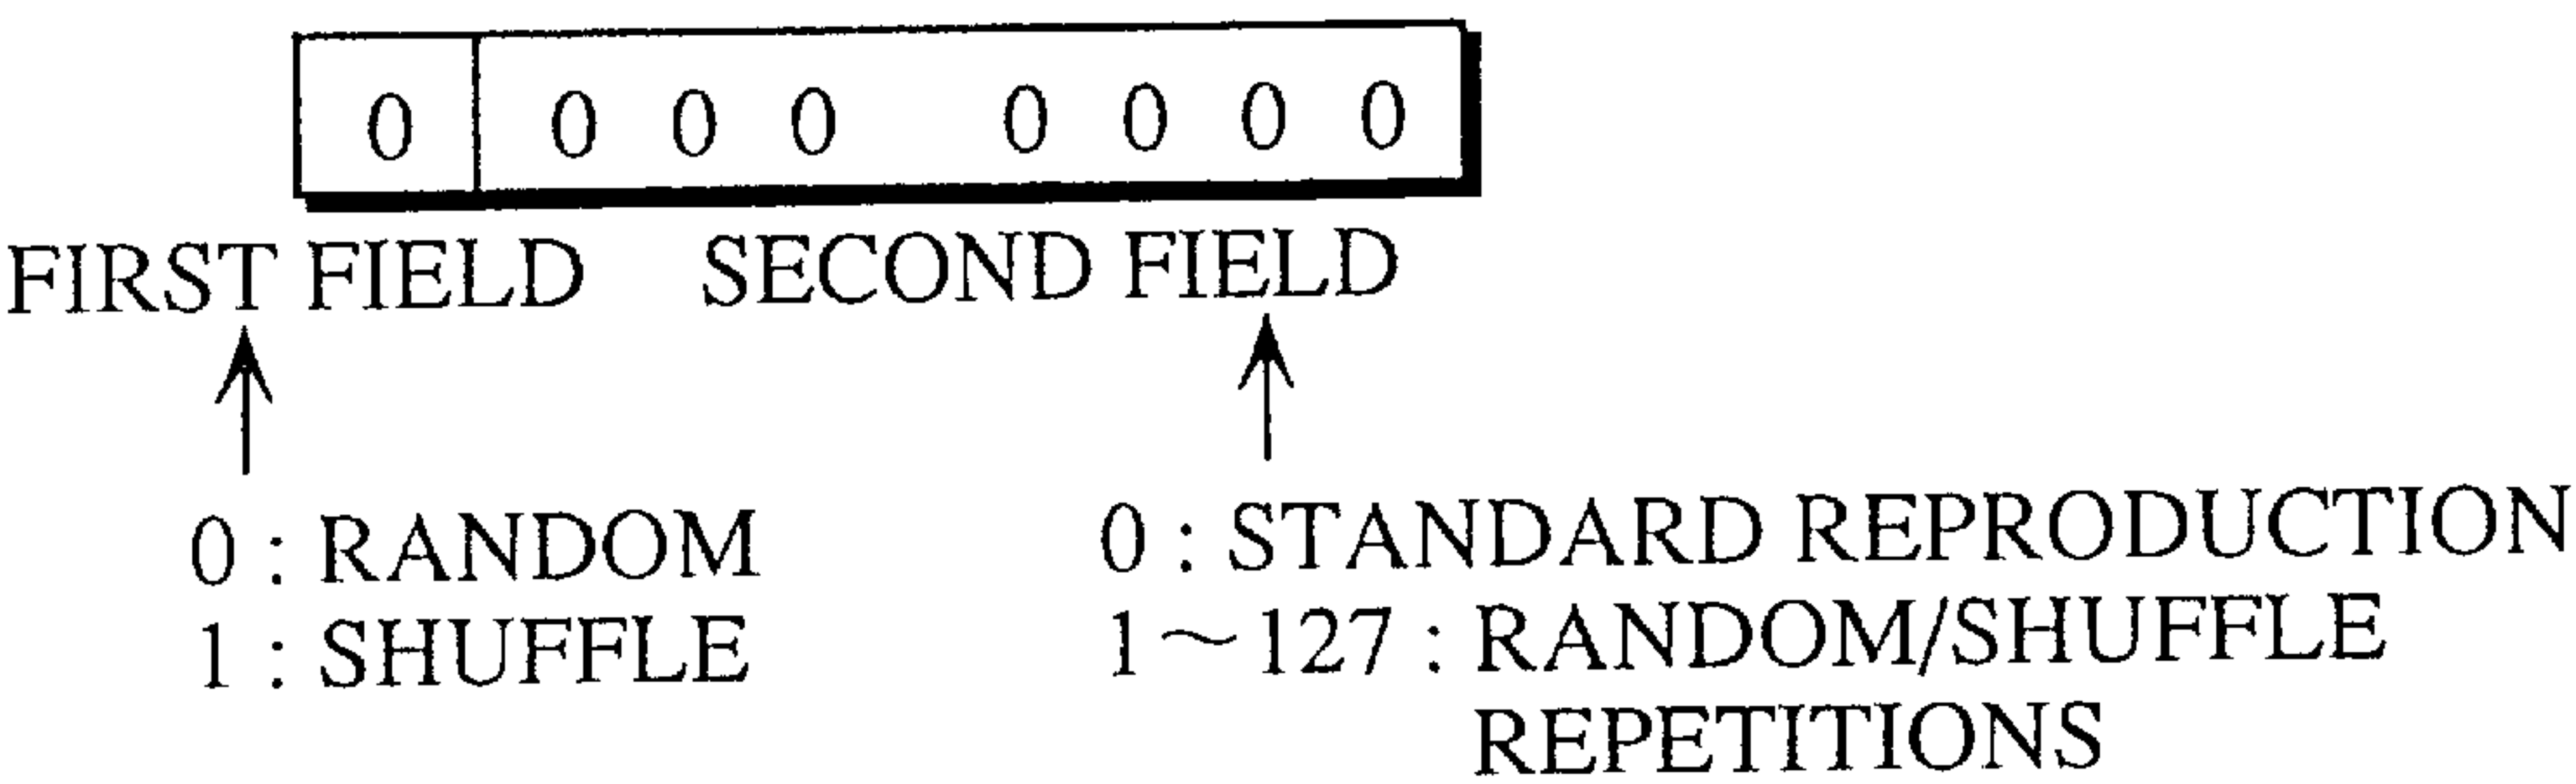 0 0 0 0 0 0 0 0
FIRST FIELD SECOND FIELD
0 : RANDOM 0 : STANDARD REPRODUCTION
1 : SHUFFLE 1~127 : RANDOM/SHUFFLE
REPETITIONS